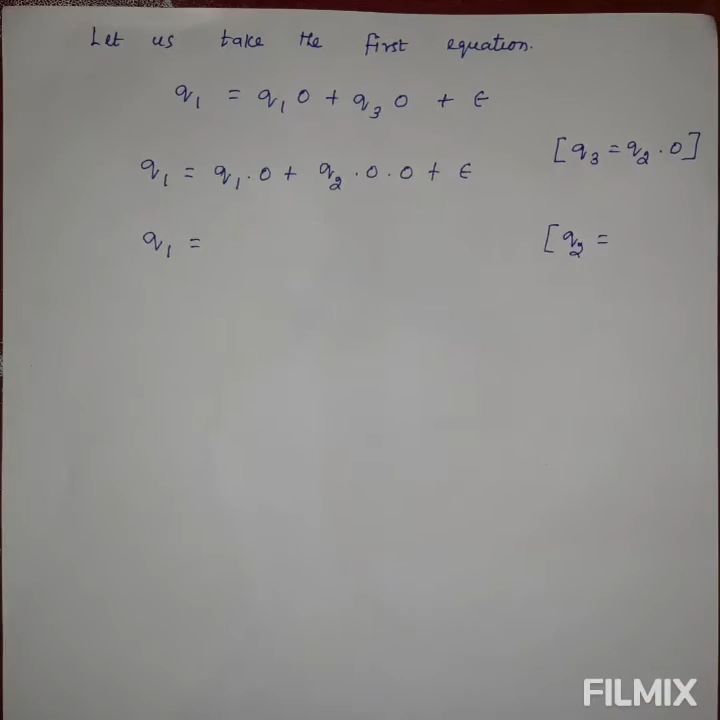 Let us take the first equation.
q₁ = q₁ 0 + q₃ 0 + ε
[q₃ = q₂ · 0]
q₁ = q₁ · 0 + q₂ · 0 · 0 + ε
q₁ =
[q₂ =
FILMIX